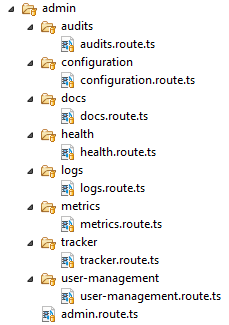 admin
audits
audits.route.ts
configuration
configuration.route.ts
docs
docs.route.ts
health
health.route.ts
logs
logs.route.ts
metrics
metrics.route.ts
tracker
tracker.route.ts
user-management
user-management.route.ts
admin.route.ts